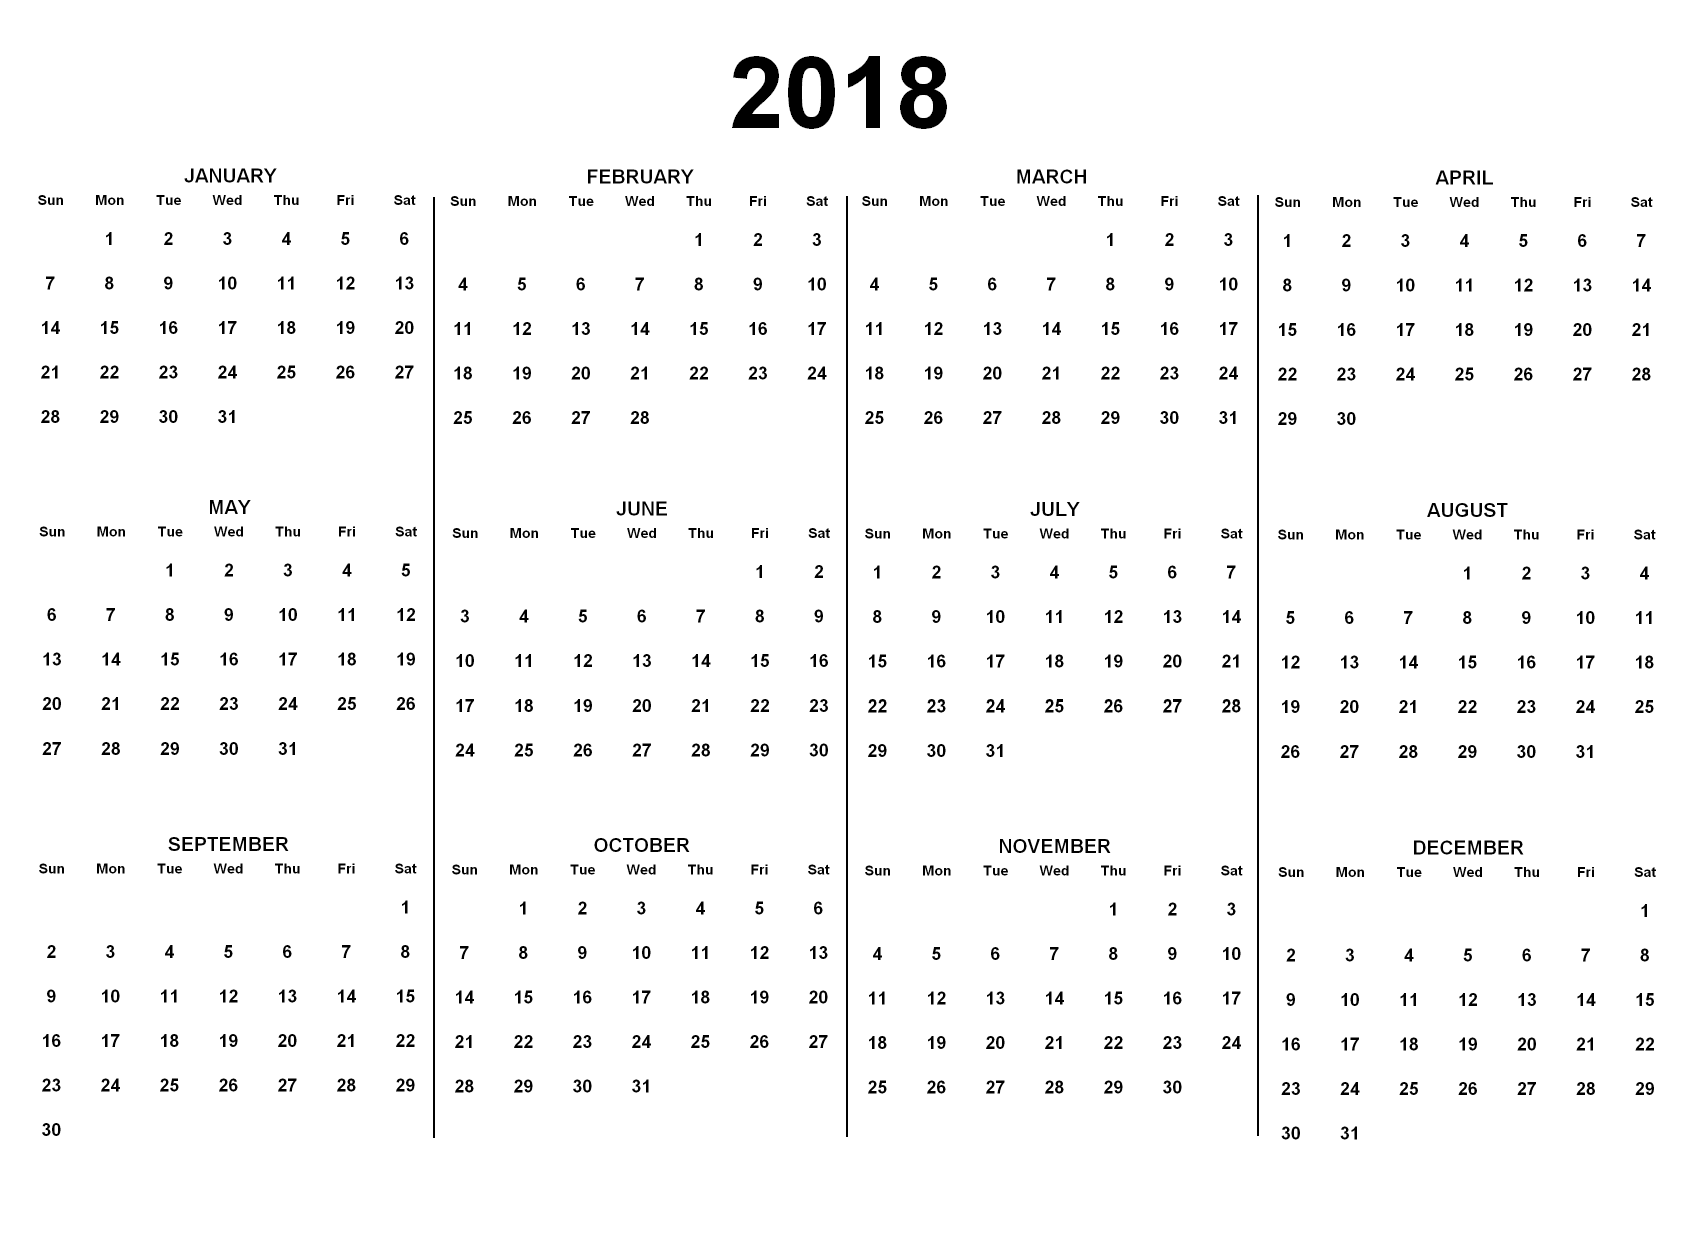 2018
JANUARY
Sun Mon Tue Wed Thu Fri Sat
1 2 3 4 5 6
7 8 9 10 11 12 13
14 15 16 17 18 19 20
21 22 23 24 25 26 27
28 29 30 31
FEBRUARY
Sun Mon Tue Wed Thu Fri Sat
1 2 3
4 5 6 7 8 9 10
11 12 13 14 15 16 17
18 19 20 21 22 23 24
25 26 27 28
MARCH
Sun Mon Tue Wed Thu Fri Sat
1 2 3
4 5 6 7 8 9 10
11 12 13 14 15 16 17
18 19 20 21 22 23 24
25 26 27 28 29 30 31
APRIL
Sun Mon Tue Wed Thu Fri Sat
1 2 3 4 5 6 7
8 9 10 11 12 13 14
15 16 17 18 19 20 21
22 23 24 25 26 27 28
29 30
MAY
Sun Mon Tue Wed Thu Fri Sat
1 2 3 4 5
6 7 8 9 10 11 12
13 14 15 16 17 18 19
20 21 22 23 24 25 26
27 28 29 30 31
JUNE
Sun Mon Tue Wed Thu Fri Sat
1 2
3 4 5 6 7 8 9
10 11 12 13 14 15 16
17 18 19 20 21 22 23
24 25 26 27 28 29 30
JULY
Sun Mon Tue Wed Thu Fri Sat
1 2 3 4 5 6 7
8 9 10 11 12 13 14
15 16 17 18 19 20 21
22 23 24 25 26 27 28
29 30 31
AUGUST
Sun Mon Tue Wed Thu Fri Sat
1 2 3 4
5 6 7 8 9 10 11
12 13 14 15 16 17 18
19 20 21 22 23 24 25
26 27 28 29 30 31
SEPTEMBER
Sun Mon Tue Wed Thu Fri Sat
1
2 3 4 5 6 7 8
9 10 11 12 13 14 15
16 17 18 19 20 21 22
23 24 25 26 27 28 29
30
OCTOBER
Sun Mon Tue Wed Thu Fri Sat
1 2 3 4 5 6
7 8 9 10 11 12 13
14 15 16 17 18 19 20
21 22 23 24 25 26 27
28 29 30 31
NOVEMBER
Sun Mon Tue Wed Thu Fri Sat
1 2 3
4 5 6 7 8 9 10
11 12 13 14 15 16 17
18 19 20 21 22 23 24
25 26 27 28 29 30
DECEMBER
Sun Mon Tue Wed Thu Fri Sat
1
2 3 4 5 6 7 8
9 10 11 12 13 14 15
16 17 18 19 20 21 22
23 24 25 26 27 28 29
30 31